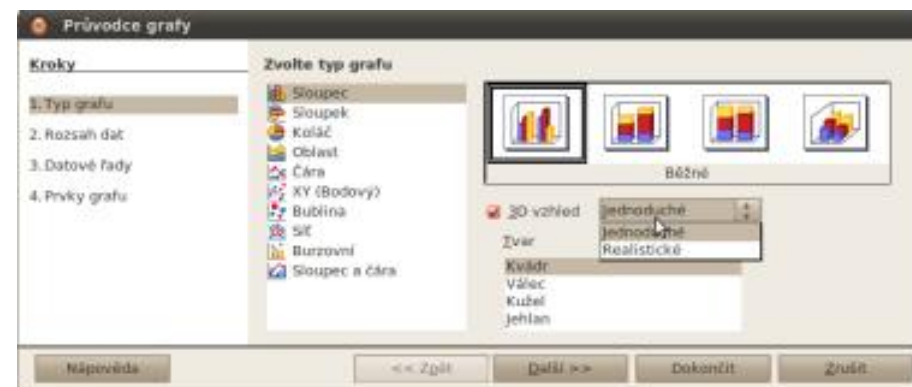 Průvodce grafy
Kroky
1. Typ grafu
2. Rozsah dat
3. Datové řady
4. Prvky grafu
Zvolte typ grafu
Sloupec
Sloupek
Koláč
Oblast
Čára
XY (Bodový)
Bublina
Síť
Burzovní
Sloupec a čára
Běžné
3D vzhled
Jednoduché
Jednoduché
Realistické
Tvar
Kvádr
Válec
Kužel
Jehlan
Nápověda
<< Zpět
Další >>
Dokončit
Zrušit